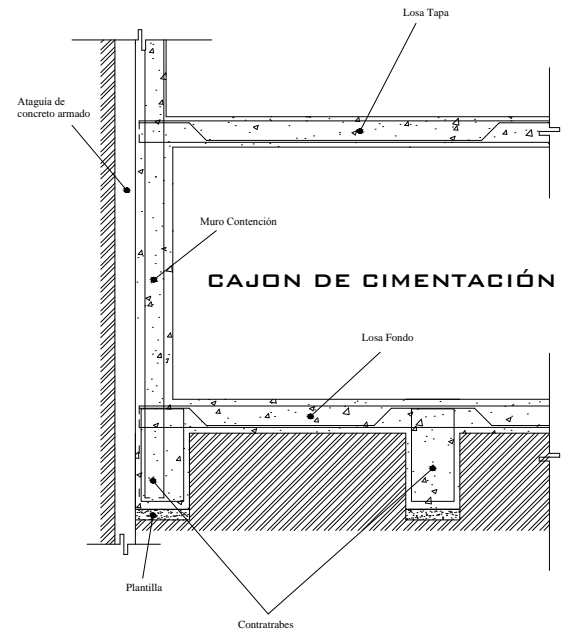 Losa Tapa
Ataguía de
concreto armado
Muro Contención
CAJON DE CIMENTACIÓN
Losa Fondo
Plantilla
Contratrabes